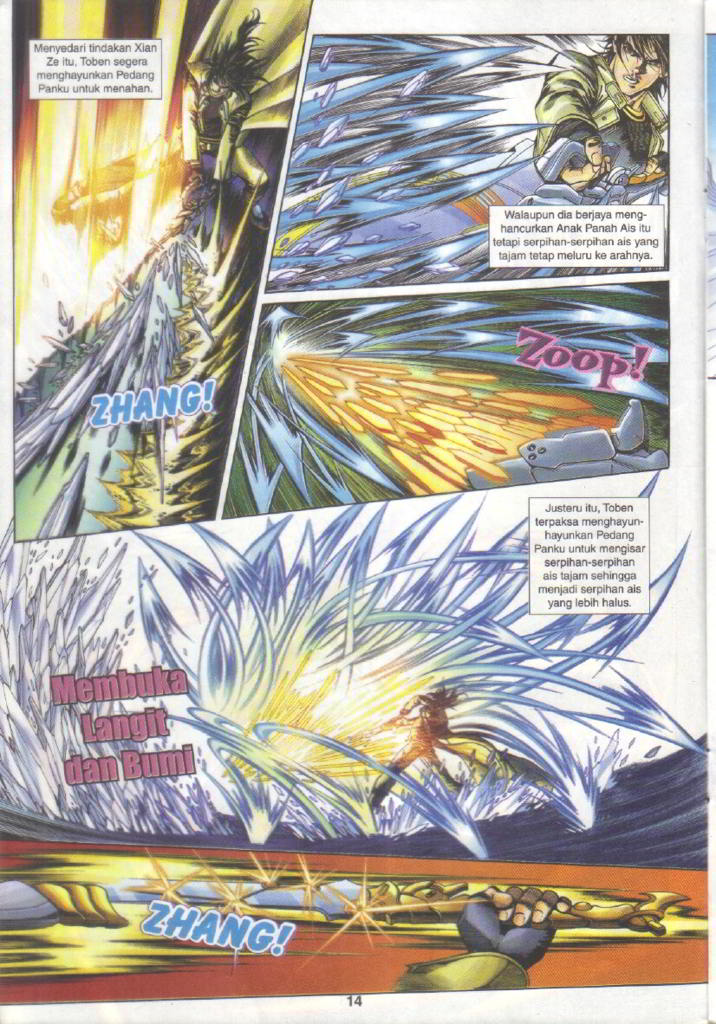 Menyedari tindakan Xian
Ze itu, Toben segera
menghayunkan Pedang
Panku untuk menahan.
ZHANG!
Walaupun dia berjaya meng-
hancurkan Anak Panah Ais itu
tetapi serpihan-serpihan ais yang
tajam tetap meluru ke arahnya.
Zoop!
Justeru itu, Toben
terpaksa menghayun-
hayunkan Pedang
Panku untuk mengisar
serpihan-serpihan
ais tajam sehingga
menjadi serpihan ais
yang lebih halus.
Membuka
Langit
dan Bumi
ZHANG!
14